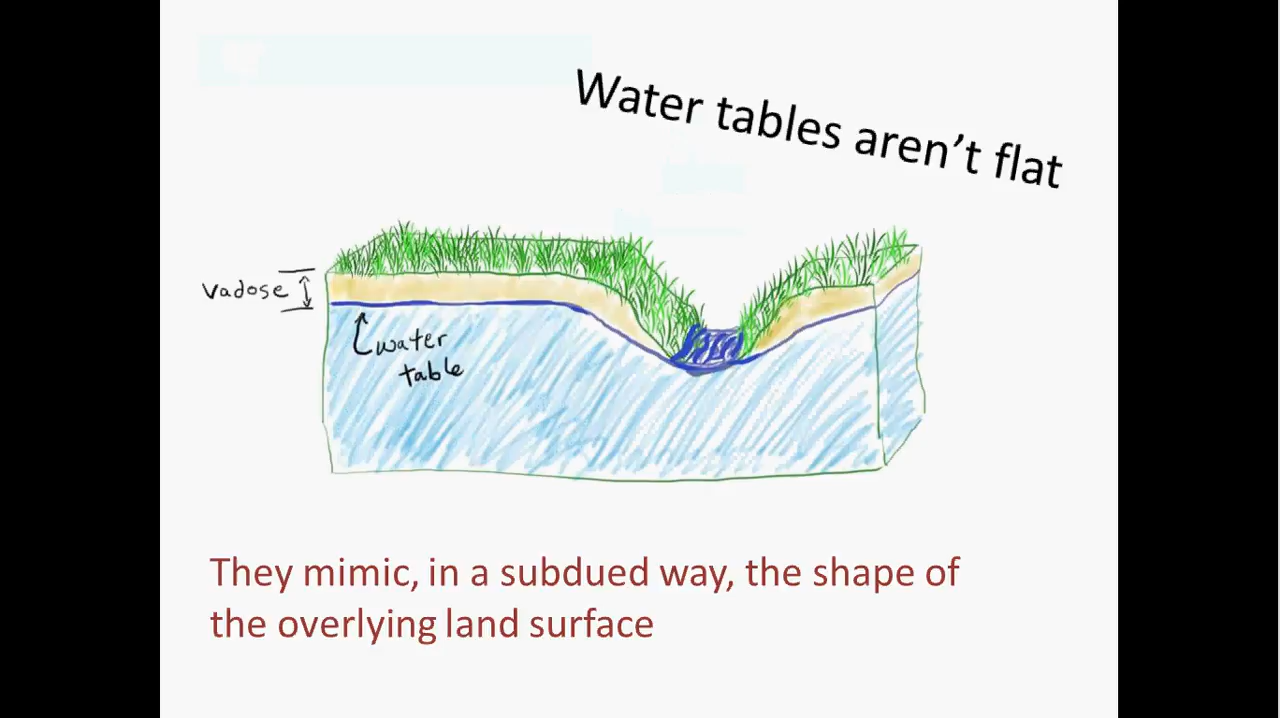 Water tables aren’t flat
vadose
water
table
They mimic, in a subdued way, the shape of
the overlying land surface